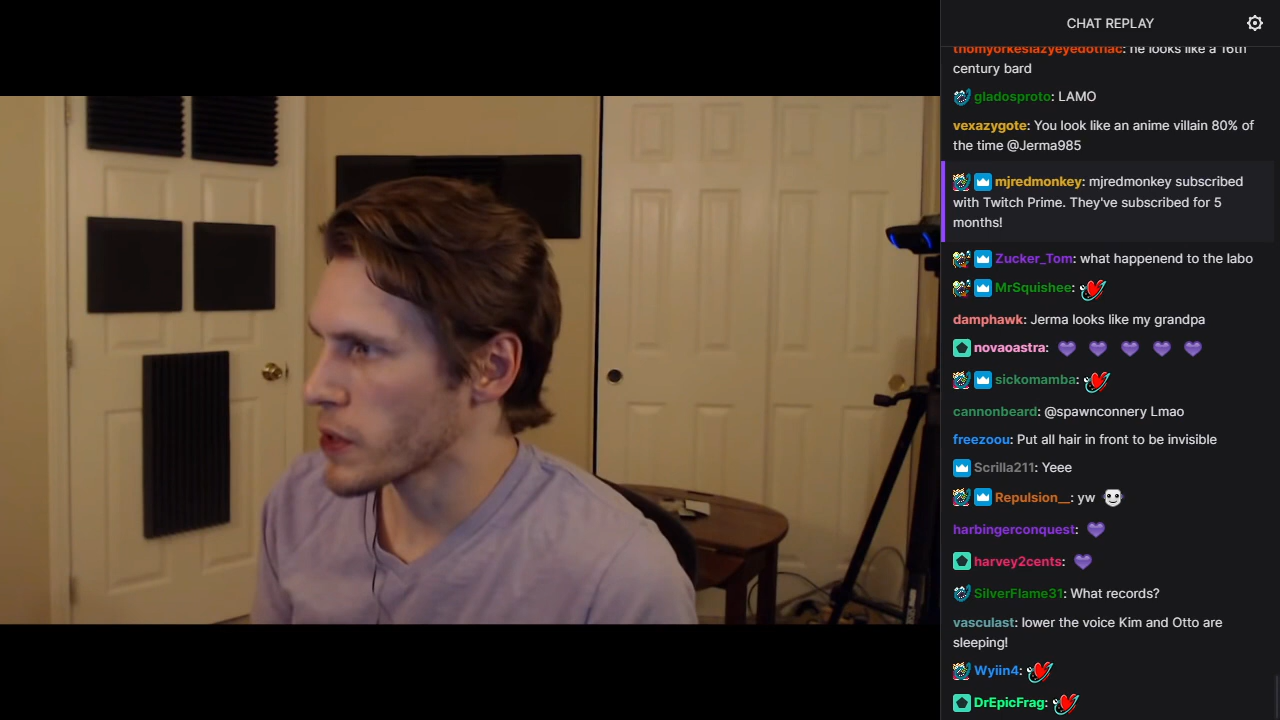 CHAT REPLAY
thomyorkeslazyeyedotnac: he looks like a 16th
century bard
gladosproto: LAMO
vexazygote: You look like an anime villain 80% of
the time @Jerma985
mjredmonkey: mjredmonkey subscribed
with Twitch Prime. They've subscribed for 5
months!
Zucker_Tom: what happenend to the labo
MrSquishee:
damphawk: Jerma looks like my grandpa
novaoastra:
sickomamba:
cannonbeard: @spawnconnery Lmao
freezoou: Put all hair in front to be invisible
Scrilla211: Yeee
Repulsion__: yw
harbingerconquest:
harvey2cents:
SilverFlame31: What records?
vasculast: lower the voice Kim and Otto are
sleeping!
Wyiin4:
DrEpicFrag: